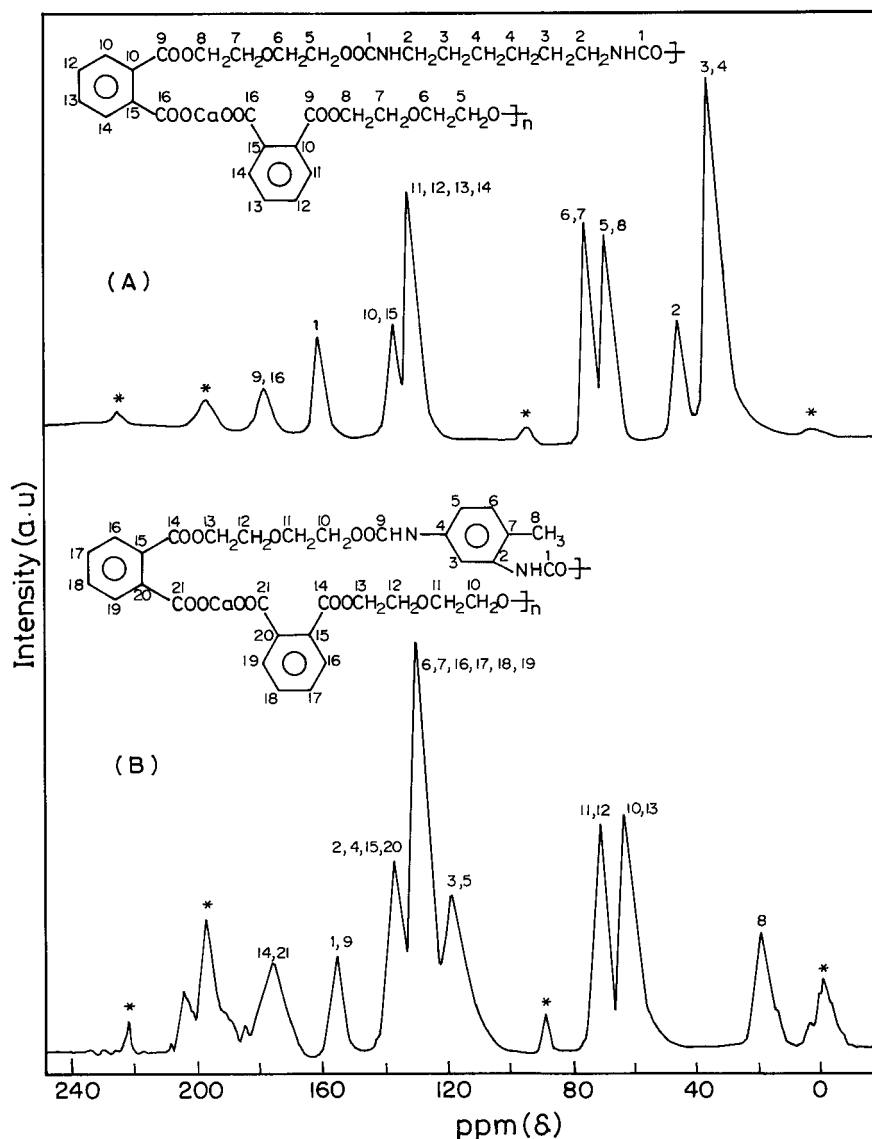 9 8 7 6 5 1 2 3 4 4 3 2 1
10 COOCH2CH2OCH2CH2OOCNHCH2CH2CH2CH2CH2CH2NHCO
12 10
13 15 16 16 9 8 7 6 5
14 COOCaOOC COOCH2CH2OCH2CH2O n
15 10
14 11
13 12
3,4
11, 12, 13, 14
6,7 5,8
(A)
10, 15 2
1
9, 16
* * * *
14 13 12 11 10 9 5 6
16 15 COOCH2CH2OCH2CH2OOCHN 4 7 8 CH3
17 3 2 1 NHCO
18 20 21 21 14 13 12 11 10
19 COOCaOOC COOCH2CH2OCH2CH2O n
20 15
19 16
18 17
6, 7, 16, 17, 18, 19
(B)
11,12 10,13
2, 4, 15, 20
3, 5
* 14,21 1, 9 8
* * *
Intensity (a.u)
240 200 160 120 80 40 0
ppm (δ)